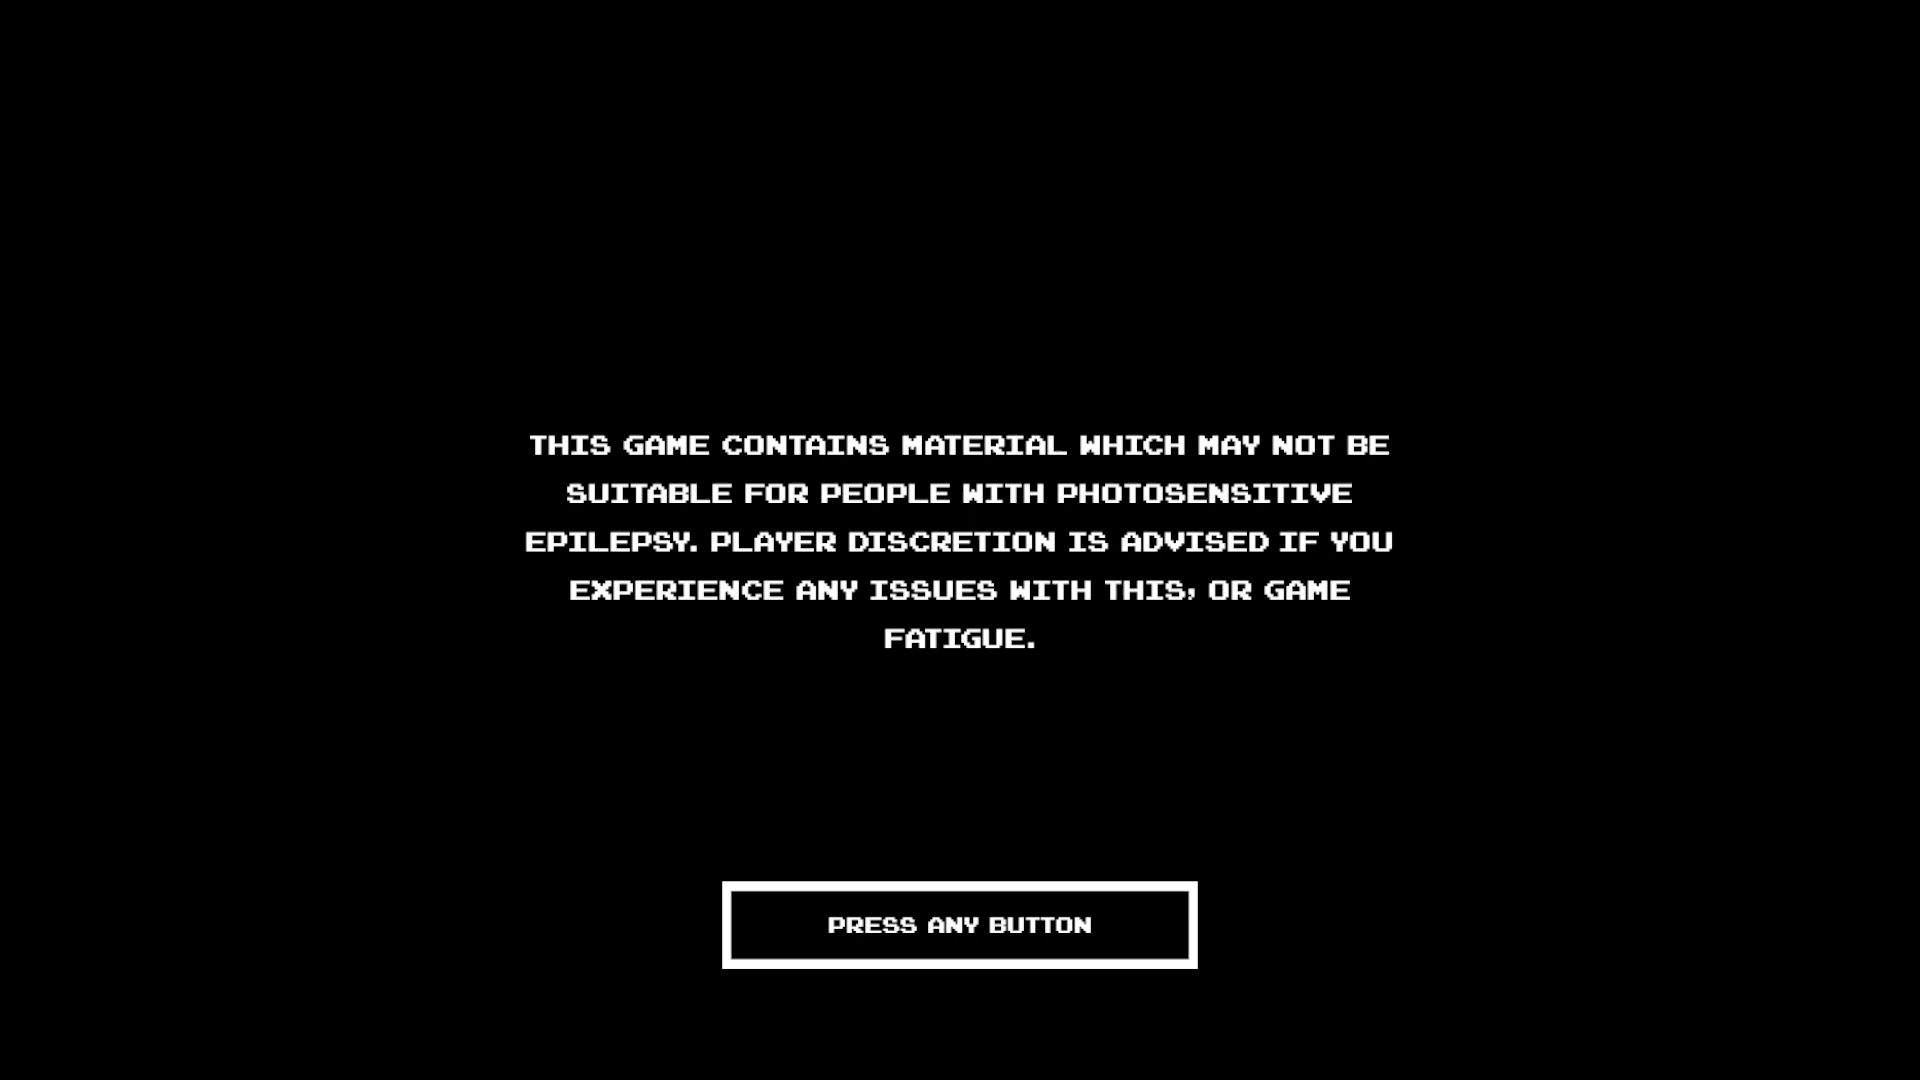 THIS GAME CONTAINS MATERIAL WHICH MAY NOT BE
SUITABLE FOR PEOPLE WITH PHOTOSENSITIVE
EPILEPSY. PLAYER DISCRETION IS ADVISED IF YOU
EXPERIENCE ANY ISSUES WITH THIS, OR GAME
FATIGUE.
PRESS ANY BUTTON